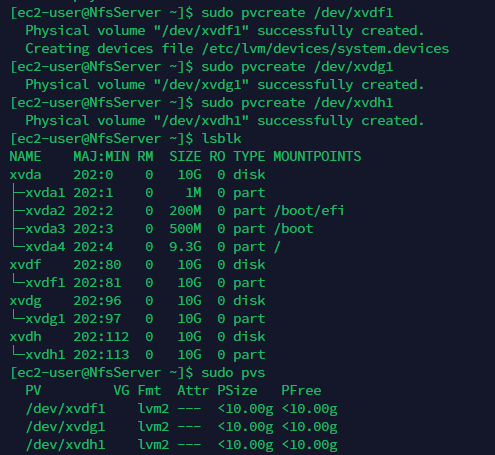 [ec2-user@NfsServer ~]$ sudo pvcreate /dev/xvdf1
  Physical volume "/dev/xvdf1" successfully created.
  Creating devices file /etc/lvm/devices/system.devices
[ec2-user@NfsServer ~]$ sudo pvcreate /dev/xvdg1
  Physical volume "/dev/xvdg1" successfully created.
[ec2-user@NfsServer ~]$ sudo pvcreate /dev/xvdh1
  Physical volume "/dev/xvdh1" successfully created.
[ec2-user@NfsServer ~]$ lsblk
NAME    MAJ:MIN RM  SIZE RO TYPE MOUNTPOINTS
xvda    202:0    0   10G  0 disk
├─xvda1 202:1    0    1M  0 part
├─xvda2 202:2    0  200M  0 part /boot/efi
├─xvda3 202:3    0  500M  0 part /boot
└─xvda4 202:4    0  9.3G  0 part /
xvdf    202:80   0   10G  0 disk
└─xvdf1 202:81   0   10G  0 part
xvdg    202:96   0   10G  0 disk
└─xvdg1 202:97   0   10G  0 part
xvdh    202:112  0   10G  0 disk
└─xvdh1 202:113  0   10G  0 part
[ec2-user@NfsServer ~]$ sudo pvs
  PV         VG Fmt  Attr PSize   PFree
  /dev/xvdf1    lvm2 ---  <10.00g <10.00g
  /dev/xvdg1    lvm2 ---  <10.00g <10.00g
  /dev/xvdh1    lvm2 ---  <10.00g <10.00g